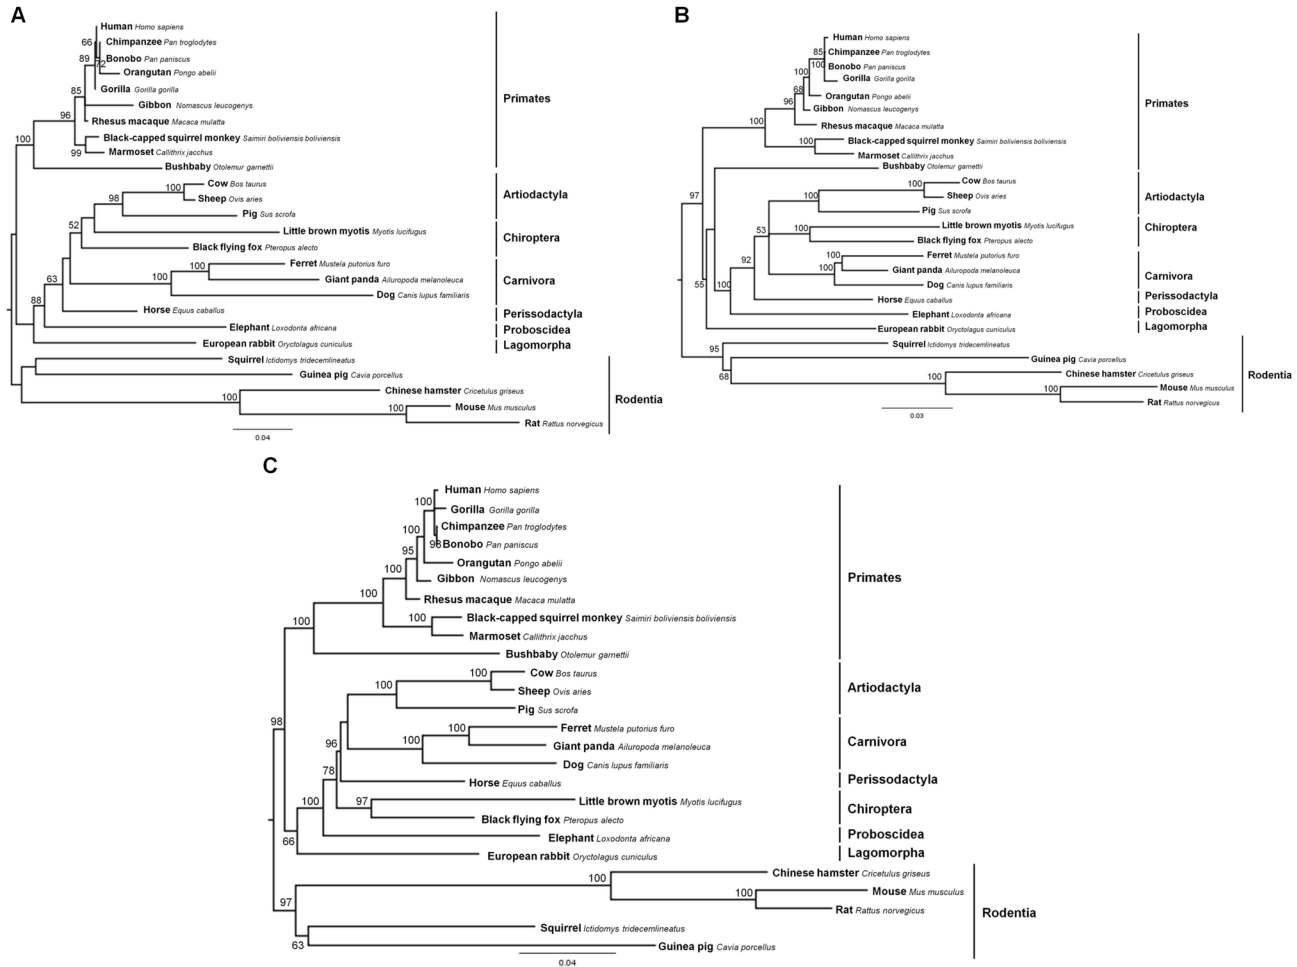 A
Human Homo sapiens
66
Chimpanzee Pan troglodytes
89
Bonobo Pan paniscus
72
Orangutan Pongo abelii
85
Gorilla Gorilla gorilla
Gibbon Nomascus leucogenys
96
Rhesus macaque Macaca mulatta
Black-capped squirrel monkey Saimiri boliviensis boliviensis
100
99
Marmoset Callithrix jacchus
Bushbaby Otolemur garnettii
Primates
100
Cow Bos taurus
98
Sheep Ovis aries
Pig Sus scrofa
Artiodactyla
52
Little brown myotis Myotis lucifugus
Black flying fox Pteropus alecto
Chiroptera
100
Ferret Mustela putorius furo
63
100
Giant panda Ailuropoda melanoleuca
Dog Canis lupus familiaris
Carnivora
88
Horse Equus caballus
Perissodactyla
Elephant Loxodonta africana
Proboscidea
European rabbit Oryctolagus cuniculus
Lagomorpha
Squirrel Ictidomys tridecemlineatus
Guinea pig Cavia porcellus
100
Chinese hamster Cricetulus griseus
100
Mouse Mus musculus
Rat Rattus norvegicus
Rodentia
0.04
B
Human Homo sapiens
85
Chimpanzee Pan troglodytes
100
Bonobo Pan paniscus
100
Gorilla Gorilla gorilla
68
Orangutan Pongo abelii
96
Gibbon Nomascus leucogenys
100
Rhesus macaque Macaca mulatta
100
Black-capped squirrel monkey Saimiri boliviensis boliviensis
Marmoset Callithrix jacchus
Bushbaby Otolemur garnettii
Primates
97
100
Cow Bos taurus
100
Sheep Ovis aries
Pig Sus scrofa
Artiodactyla
53
100
Little brown myotis Myotis lucifugus
Black flying fox Pteropus alecto
Chiroptera
92
100
Ferret Mustela putorius furo
100
Giant panda Ailuropoda melanoleuca
55
100
Dog Canis lupus familiaris
Carnivora
Horse Equus caballus
Perissodactyla
Elephant Loxodonta africana
Proboscidea
European rabbit Oryctolagus cuniculus
Lagomorpha
95
Squirrel Ictidomys tridecemlineatus
Guinea pig Cavia porcellus
68
100
Chinese hamster Cricetulus griseus
100
Mouse Mus musculus
Rat Rattus norvegicus
Rodentia
0.03
C
Human Homo sapiens
100
Gorilla Gorilla gorilla
100
Chimpanzee Pan troglodytes
98
Bonobo Pan paniscus
95
Orangutan Pongo abelii
100
Gibbon Nomascus leucogenys
100
Rhesus macaque Macaca mulatta
100
Black-capped squirrel monkey Saimiri boliviensis boliviensis
100
Marmoset Callithrix jacchus
Bushbaby Otolemur garnettii
Primates
100
Cow Bos taurus
100
Sheep Ovis aries
Pig Sus scrofa
Artiodactyla
98
96
100
Ferret Mustela putorius furo
100
Giant panda Ailuropoda melanoleuca
Dog Canis lupus familiaris
Carnivora
78
Horse Equus caballus
Perissodactyla
100
97
Little brown myotis Myotis lucifugus
Black flying fox Pteropus alecto
Chiroptera
66
Elephant Loxodonta africana
Proboscidea
European rabbit Oryctolagus cuniculus
Lagomorpha
100
Chinese hamster Cricetulus griseus
100
Mouse Mus musculus
97
Rat Rattus norvegicus
Rodentia
63
Squirrel Ictidomys tridecemlineatus
Guinea pig Cavia porcellus
0.04